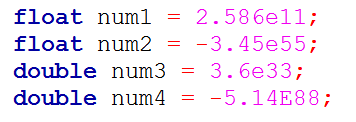 float num1 = 2.586e11;
float num2 = -3.45e55;
double num3 = 3.6e33;
double num4 = -5.14E88;